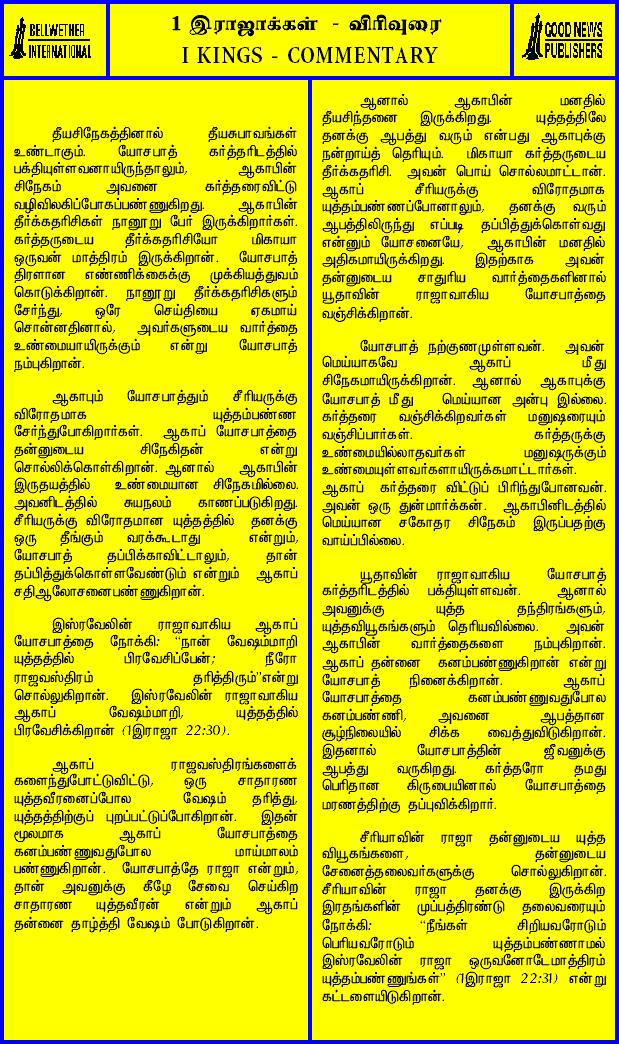 BELLWETHER
INTERNATIONAL
1 இராஜாக்கள் - விரிவுரை
I KINGS - COMMENTARY
GOOD NEWS
PUBLISHERS
தீயசிநேகத்தினால் தீயசுபாவங்கள்
உண்டாகும். யோசபாத் கர்த்தரிடத்தில்
பக்தியுள்ளவனாயிருந்தாலும், ஆகாபின்
சிநேகம் அவனை கர்த்தரைவிட்டு
வழிவிலகிப்போகப்பண்ணுகிறது. ஆகாபின்
தீர்க்கதரிசிகள் நானூறு பேர் இருக்கிறார்கள்.
கர்த்தருடைய தீர்க்கதரிசியோ மிகாயா
ஒருவன் மாத்திரம் இருக்கிறான். யோசபாத்
திரளான எண்ணிக்கைக்கு முக்கியத்துவம்
கொடுக்கிறான். நானூறு தீர்க்கதரிசிகளும்
சேர்ந்து, ஒரே செய்தியை ஏகமாய்
சொன்னதினால், அவர்களுடைய வார்த்தை
உண்மையாயிருக்கும் என்று யோசபாத்
நம்புகிறான்.
ஆகாபும் யோசபாத்தும் சீரியருக்கு
விரோதமாக யுத்தம்பண்ண
சேர்ந்துபோகிறார்கள். ஆகாப் யோசபாத்தை
தன்னுடைய சிநேகிதன் என்று
சொல்லிக்கொள்கிறான். ஆனால் ஆகாபின்
இருதயத்தில் உண்மையான சிநேகமில்லை.
அவனிடத்தில் சுயநலம் காணப்படுகிறது.
சீரியருக்கு விரோதமான யுத்தத்தில் தனக்கு
ஒரு தீங்கும் வரக்கூடாது என்றும்,
யோசபாத் தப்பிக்காவிட்டாலும், தான்
தப்பித்துக்கொள்ளவேண்டும் என்றும் ஆகாப்
சதிஆலோசனைபண்ணுகிறான்.
இஸ்ரவேலின் ராஜாவாகிய ஆகாப்
யோசபாத்தை நோக்கி: "நான் வேஷம்மாறி
யுத்தத்தில் பிரவேசிப்பேன்; நீரோ
ராஜவஸ்திரம் தரித்திரும்"என்று
சொல்லுகிறான். இஸ்ரவேலின் ராஜாவாகிய
ஆகாப் வேஷம்மாறி, யுத்தத்தில்
பிரவேசிக்கிறான் (1இராஜா 22:30).
ஆகாப் ராஜவஸ்திரங்களைக்
களைந்துபோட்டுவிட்டு, ஒரு சாதாரண
யுத்தவீரனைப்போல வேஷம் தரித்து,
யுத்தத்திற்குப் புறப்பட்டுப்போகிறான். இதன்
மூலமாக ஆகாப் யோசபாத்தை
கனம்பண்ணுவதுபோல மாய்மாலம்
பண்ணுகிறான். யோசபாத்தே ராஜா என்றும்,
தான் அவனுக்கு கீழே சேவை செய்கிற
சாதாரண யுத்தவீரன் என்றும் ஆகாப்
தன்னை தாழ்த்தி வேஷம் போடுகிறான்.
ஆனால் ஆகாபின் மனதில்
தீயசிந்தனை இருக்கிறது. யுத்தத்திலே
தனக்கு ஆபத்து வரும் என்பது ஆகாபுக்கு
நன்றாய்த் தெரியும். மிகாயா கர்த்தருடைய
தீர்க்கதரிசி. அவன் பொய் சொல்லமாட்டான்.
ஆகாப் சீரியருக்கு விரோதமாக
யுத்தம்பண்ணப்போனாலும், தனக்கு வரும்
ஆபத்திலிருந்து எப்படி தப்பித்துக்கொள்வது
என்னும் யோசனையே, ஆகாபின் மனதில்
அதிகமாயிருக்கிறது. இதற்காக அவன்
தன்னுடைய சாதுரிய வார்த்தைகளினால்
யூதாவின் ராஜாவாகிய யோசபாத்தை
வஞ்சிக்கிறான்.
யோசபாத் நற்குணமுள்ளவன். அவன்
மெய்யாகவே ஆகாப் மீது
சிநேகமாயிருக்கிறான். ஆனால் ஆகாபுக்கு
யோசபாத் மீது மெய்யான அன்பு இல்லை.
கர்த்தரை வஞ்சிக்கிறவர்கள் மனுஷரையும்
வஞ்சிப்பார்கள். கர்த்தருக்கு
உண்மையில்லாதவர்கள் மனுஷருக்கும்
உண்மையுள்ளவர்களாயிருக்கமாட்டார்கள்.
ஆகாப் கர்த்தரை விட்டுப் பிரிந்துபோனவன்.
அவன் ஒரு துன்மார்க்கன். ஆகாபினிடத்தில்
மெய்யான சகோதர சிநேகம் இருப்பதற்கு
வாய்ப்பில்லை.
யூதாவின் ராஜாவாகிய யோசபாத்
கர்த்தரிடத்தில் பக்தியுள்ளவன். ஆனால்
அவனுக்கு யுத்த தந்திரங்களும்,
யுத்தவியூகங்களும் தெரியவில்லை. அவன்
ஆகாபின் வார்த்தைகளை நம்புகிறான்.
ஆகாப் தன்னை கனம்பண்ணுகிறான் என்று
யோசபாத் நினைக்கிறான். ஆகாப்
யோசபாத்தை கனம்பண்ணுவதுபோல
கனம்பண்ணி, அவனை ஆபத்தான
சூழ்நிலையில் சிக்க வைத்துவிடுகிறான்.
இதனால் யோசபாத்தின் ஜீவனுக்கு
ஆபத்து வருகிறது. கர்த்தரோ தமது
பெரிதான கிருபையினால் யோசபாத்தை
மரணத்திற்கு தப்புவிக்கிறார்.
சீரியாவின் ராஜா தன்னுடைய யுத்த
வியூகங்களை, தன்னுடைய
சேனைத்தலைவர்களுக்கு சொல்லுகிறான்.
சீரியாவின் ராஜா தனக்கு இருக்கிற
இரதங்களின் முப்பத்திரண்டு தலைவரையும்
நோக்கி: "நீங்கள் சிறியவரோடும்
பெரியவரோடும் யுத்தம்பண்ணாமல்
இஸ்ரவேலின் ராஜா ஒருவனோடேமாத்திரம்
யுத்தம்பண்ணுங்கள்" (1இராஜா 22:31) என்று
கட்டளையிடுகிறான்.